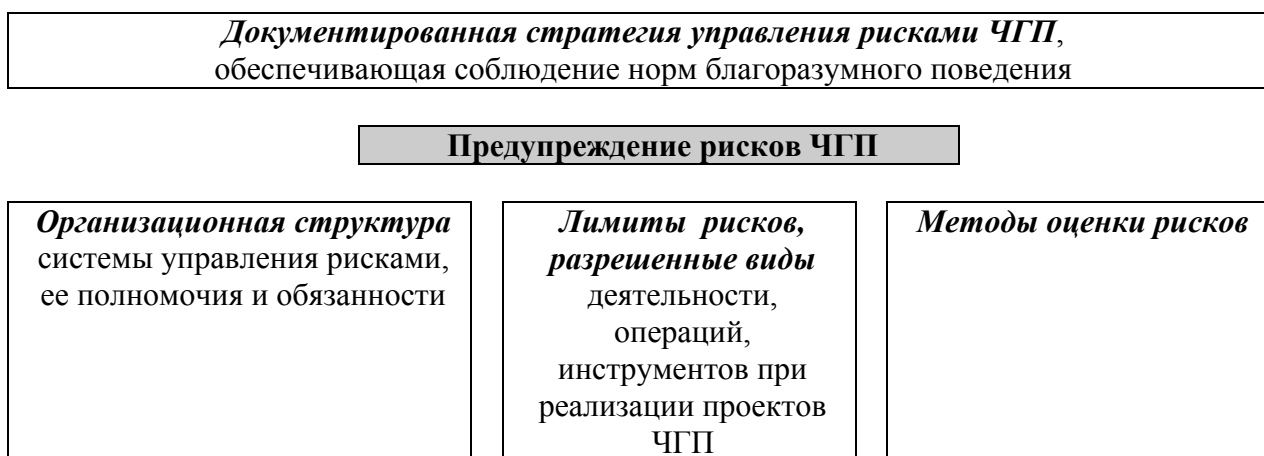 Документированная стратегия управления рисками ЧГП,
обеспечивающая соблюдение норм благоразумного поведения
Предупреждение рисков ЧГП
Организационная структура
системы управления рисками,
ее полномочия и обязанности
Лимиты рисков,
разрешенные виды
деятельности,
операций,
инструментов при
реализации проектов
ЧГП
Методы оценки рисков